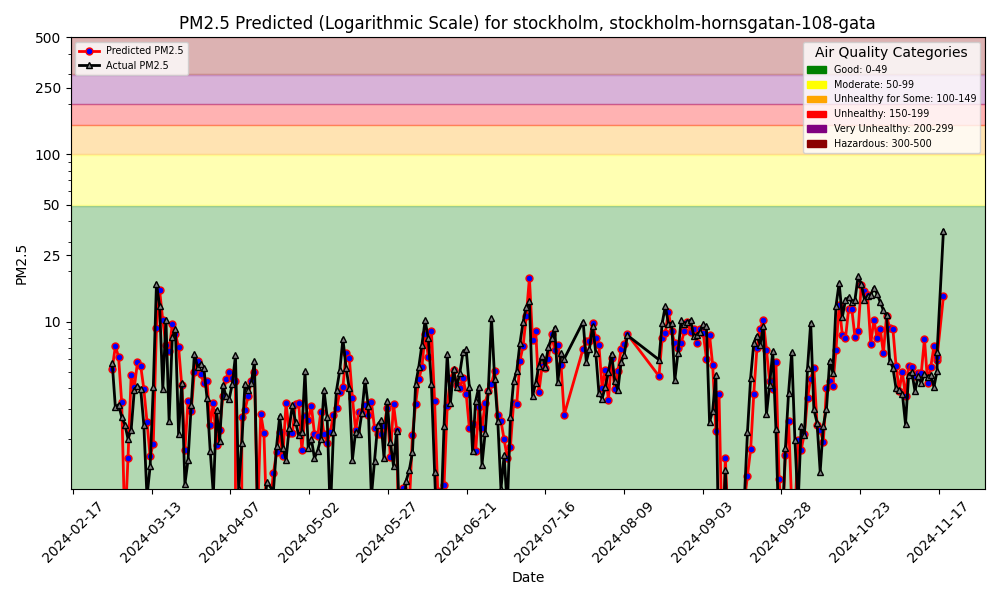 PM2.5 Predicted (Logarithmic Scale) for stockholm, stockholm-hornsgatan-108-gata
Predicted PM2.5
Actual PM2.5
Air Quality Categories
Good: 0-49
Moderate: 50-99
Unhealthy for Some: 100-149
Unhealthy: 150-199
Very Unhealthy: 200-299
Hazardous: 300-500
PM2.5
500
250
100
50
25
10
2024-02-17
2024-03-13
2024-04-07
2024-05-02
2024-05-27
2024-06-21
2024-07-16
2024-08-09
2024-09-03
2024-09-28
2024-10-23
2024-11-17
Date